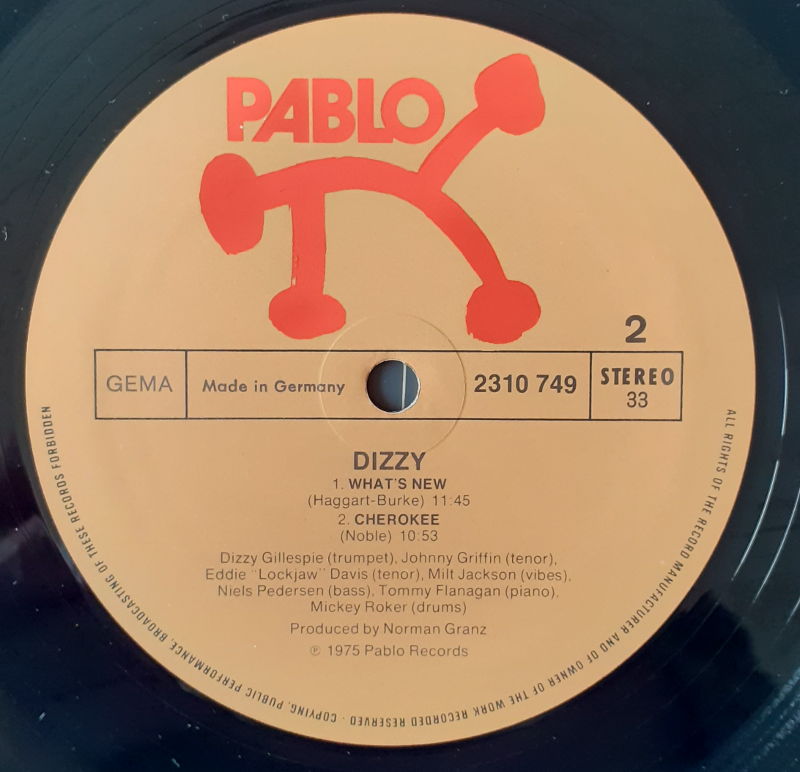 PABLO
2
GEMA
Made in Germany
2310 749
STEREO
33
DIZZY
1. WHAT'S NEW
(Haggart-Burke) 11:45
2. CHEROKEE
(Noble) 10:53
Dizzy Gillespie (trumpet), Johnny Griffin (tenor),
Eddie "Lockjaw" Davis (tenor), Milt Jackson (vibes),
Niels Pedersen (bass), Tommy Flanagan (piano),
Mickey Roker (drums)
Produced by Norman Granz
℗ 1975 Pablo Records
ALL RIGHTS OF THE RECORD MANUFACTURER AND OF OWNER OF THE WORK RECORDED RESERVED · COPYING, PUBLIC PERFORMANCE, BROADCASTING OF THESE RECORDS FORBIDDEN